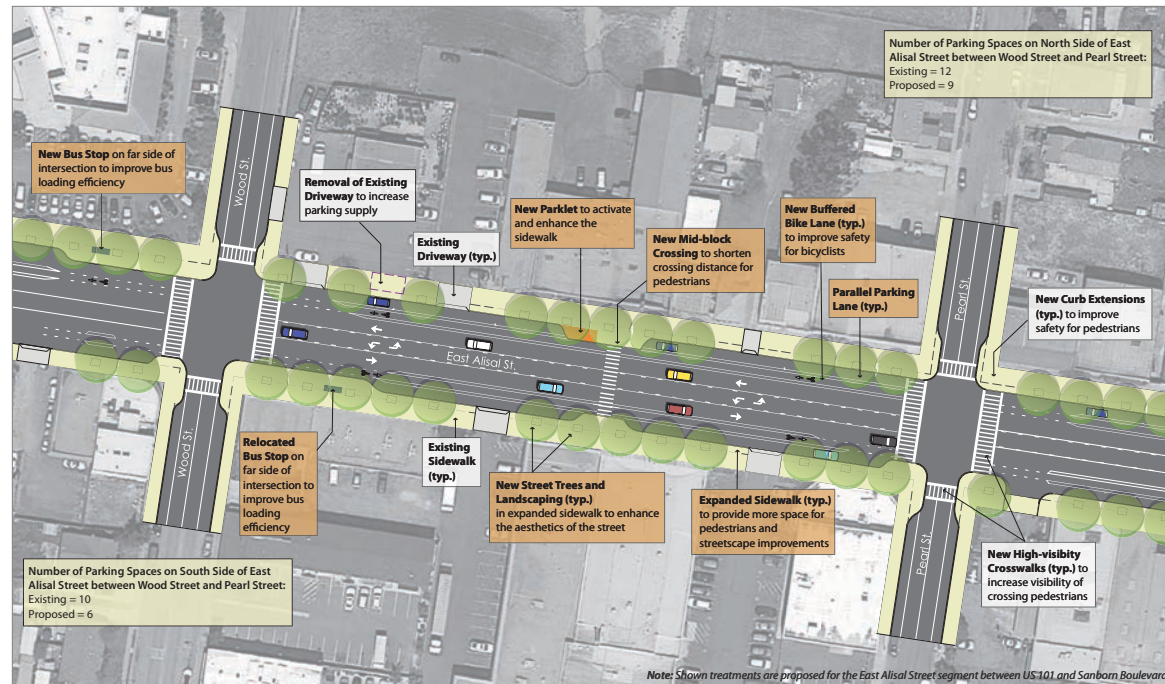 Number of Parking Spaces on North Side of East
Alisal Street between Wood Street and Pearl Street:
Existing = 12
Proposed = 9
New Bus Stop on far side of
intersection to improve bus
loading efficiency
Wood St.
Removal of Existing
Driveway to increase
parking supply
Existing
Driveway (typ.)
New Parklet to activate
and enhance the
sidewalk
New Mid-block
Crossing to shorten
crossing distance for
pedestrians
New Buffered
Bike Lane (typ.)
to improve safety
for bicyclists
Parallel Parking
Lane (typ.)
Pearl St.
New Curb Extensions
(typ.) to improve
safety for pedestrians
East Alisal St.
Wood St.
Relocated
Bus Stop on
far side of
intersection to
improve bus
loading
efficiency
Existing
Sidewalk
(typ.)
New Street Trees and
Landscaping (typ.)
in expanded sidewalk to enhance
the aesthetics of the street
Expanded Sidewalk (typ.)
to provide more space for
pedestrians and
streetscape improvements
Pearl St.
New High-visibity
Crosswalks (typ.) to
increase visibility of
crossing pedestrians
Number of Parking Spaces on South Side of East
Alisal Street between Wood Street and Pearl Street:
Existing = 10
Proposed = 6
Note: Shown treatments are proposed for the East Alisal Street segment between US 101 and Sanborn Boulevard